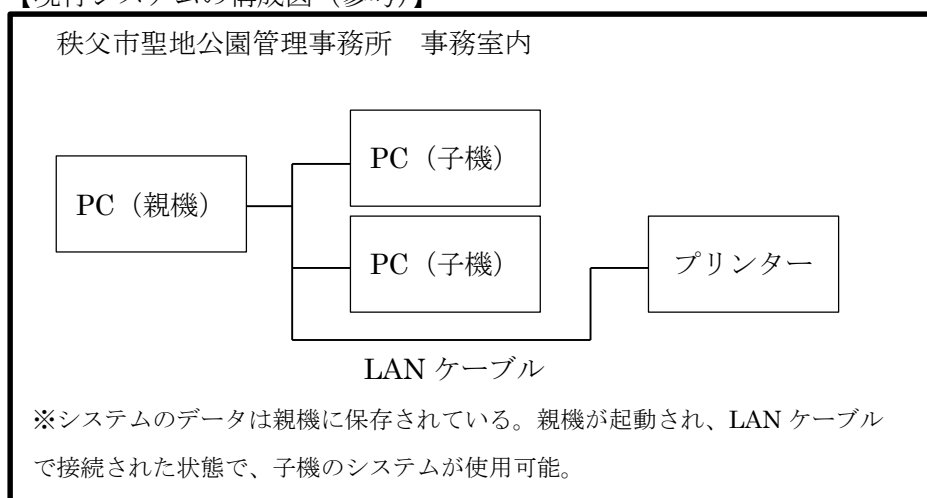 【現行システムの構成図（参考）】
秩父市聖地公園管理事務所　事務室内
PC（子機）
PC（親機）
PC（子機）
プリンター
LAN ケーブル
※システムのデータは親機に保存されている。親機が起動され、LAN ケーブル
で接続された状態で、子機のシステムが使用可能。